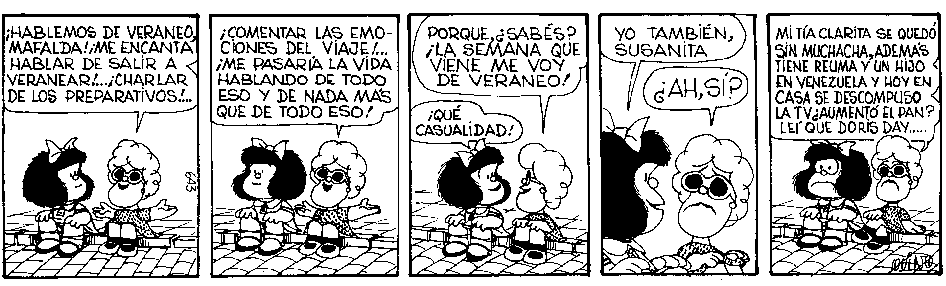 ¡HABLEMOS DE VERANEO,
MAFALDA! ¡ME ENCANTA
HABLAR DE SALIR A
VERANEAR!...¡CHARLAR
DE LOS PREPARATIVOS!..
643
¡COMENTAR LAS EMO-
CIONES DEL VIAJE!...
¡ME PASARÍA LA VIDA
HABLANDO DE TODO
ESO Y DE NADA MÁS
QUE DE TODO ESO!
PORQUE, ¿SABÉS?
¡LA SEMANA QUE
VIENE ME VOY
DE VERANEO!
¡QUÉ
CASUALIDAD!
YO TAMBIÉN,
SUSANITA
¿AH, SÍ?
MI TÍA CLARITA SE QUEDÓ
SIN MUCHACHA, ADEMÁS
TIENE REUMA Y UN HIJO
EN VENEZUELA Y HOY EN
CASA SE DESCOMPUSO
LA TV ¿AUMENTÓ EL PAN?
LEÍ QUE DORIS DAY.....
QUINO